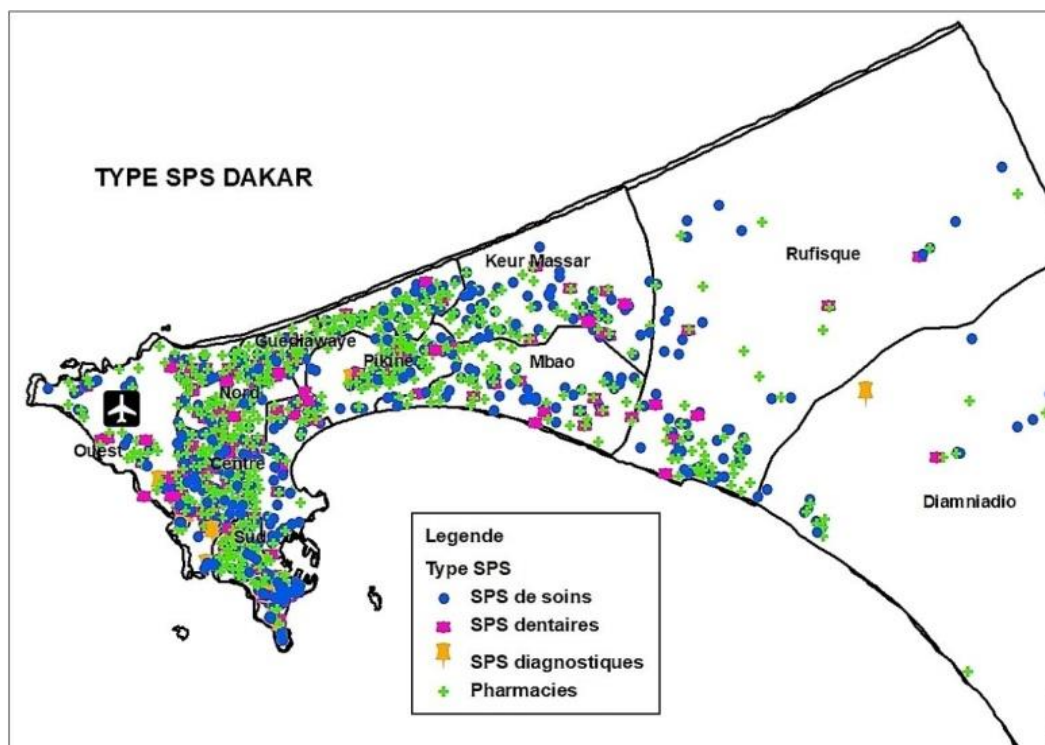 TYPE SPS DAKAR
Keur Massar
Rufisque
Guediawaye
Pikine
Mbao
Nord
Ouest
Centre
Diamniadio
Sud
Legende
Type SPS
SPS de soins
SPS dentaires
SPS diagnostiques
Pharmacies